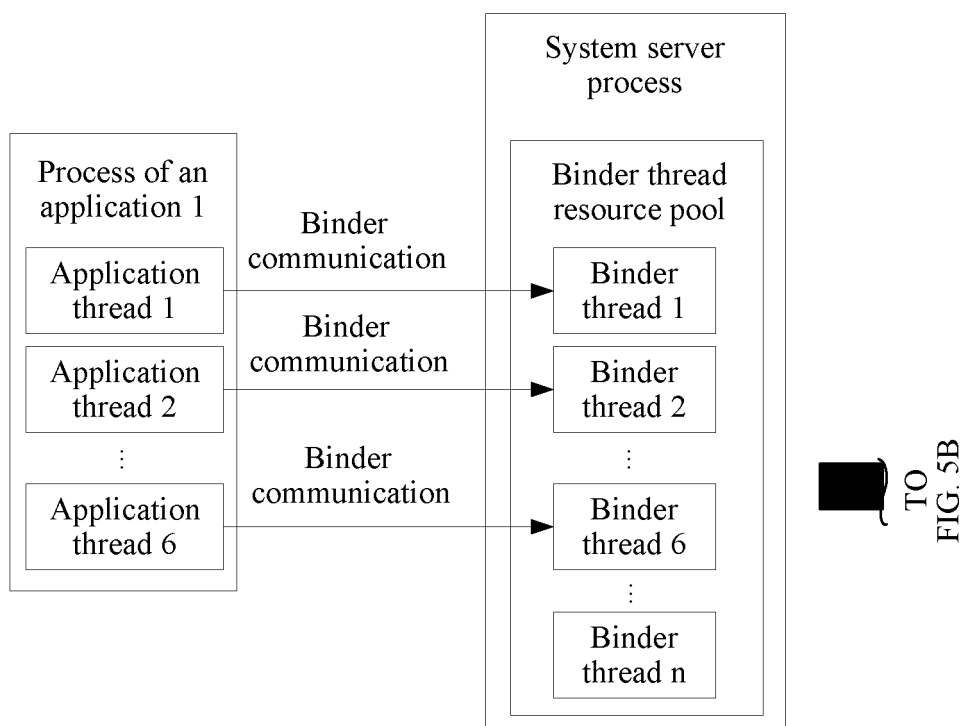 System server
process
Process of an
application 1
Binder thread
resource pool
Binder
communication
Application
thread 1
Binder
thread 1
Binder
communication
Application
thread 2
Binder
thread 2
⋮
⋮
Binder
communication
Application
thread 6
Binder
thread 6
⋮
Binder
thread n
TO
FIG. 5B